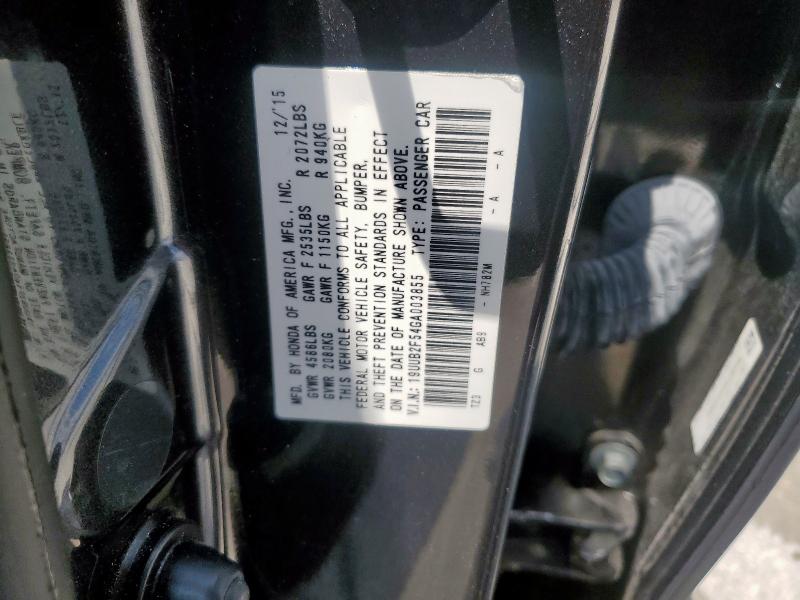 MFD. BY HONDA OF AMERICA MFG., INC. 12/'15
GVWR 4586LBS GAWR F 2535LBS R 2072LBS
GVWR 2080KG GAWR F 1150KG R 940KG
THIS VEHICLE CONFORMS TO ALL APPLICABLE
FEDERAL MOTOR VEHICLE SAFETY, BUMPER,
AND THEFT PREVENTION STANDARDS IN EFFECT
ON THE DATE OF MANUFACTURE SHOWN ABOVE.
V.I.N.: 19UUB2F54GA003855 TYPE: PASSENGER CAR
TZ3 G AB9 - NH782M - A - A